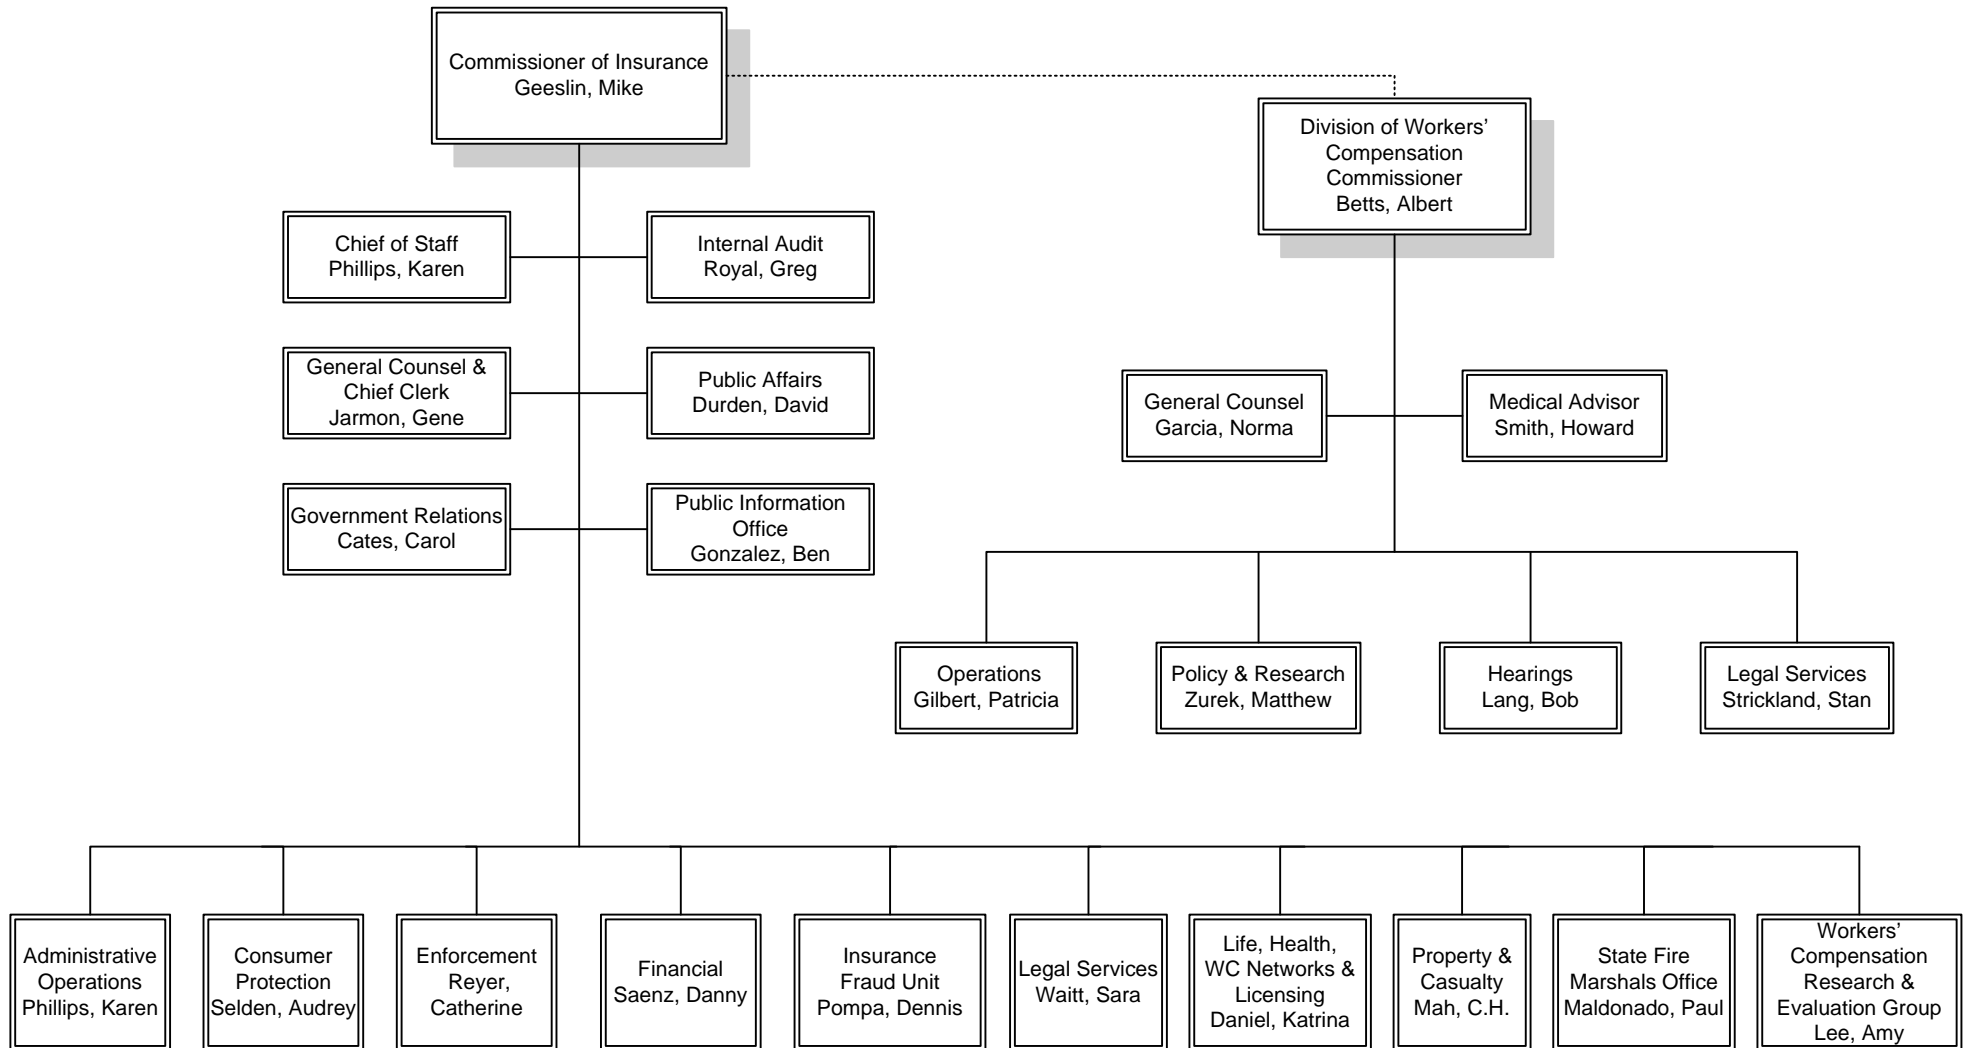 Commissioner of Insurance
Geeslin, Mike
Division of Workers’
Compensation
Commissioner
Betts, Albert
Chief of Staff
Phillips, Karen
Internal Audit
Royal, Greg
General Counsel &
Chief Clerk
Jarmon, Gene
Public Affairs
Durden, David
General Counsel
Garcia, Norma
Medical Advisor
Smith, Howard
Government Relations
Cates, Carol
Public Information
Office
Gonzalez, Ben
Operations
Gilbert, Patricia
Policy & Research
Zurek, Matthew
Hearings
Lang, Bob
Legal Services
Strickland, Stan
Administrative
Operations
Phillips, Karen
Consumer
Protection
Selden, Audrey
Enforcement
Reyer,
Catherine
Financial
Saenz, Danny
Insurance
Fraud Unit
Pompa, Dennis
Legal Services
Waitt, Sara
Life, Health,
WC Networks &
Licensing
Daniel, Katrina
Property &
Casualty
Mah, C.H.
State Fire
Marshals Office
Maldonado, Paul
Workers’
Compensation
Research &
Evaluation Group
Lee, Amy